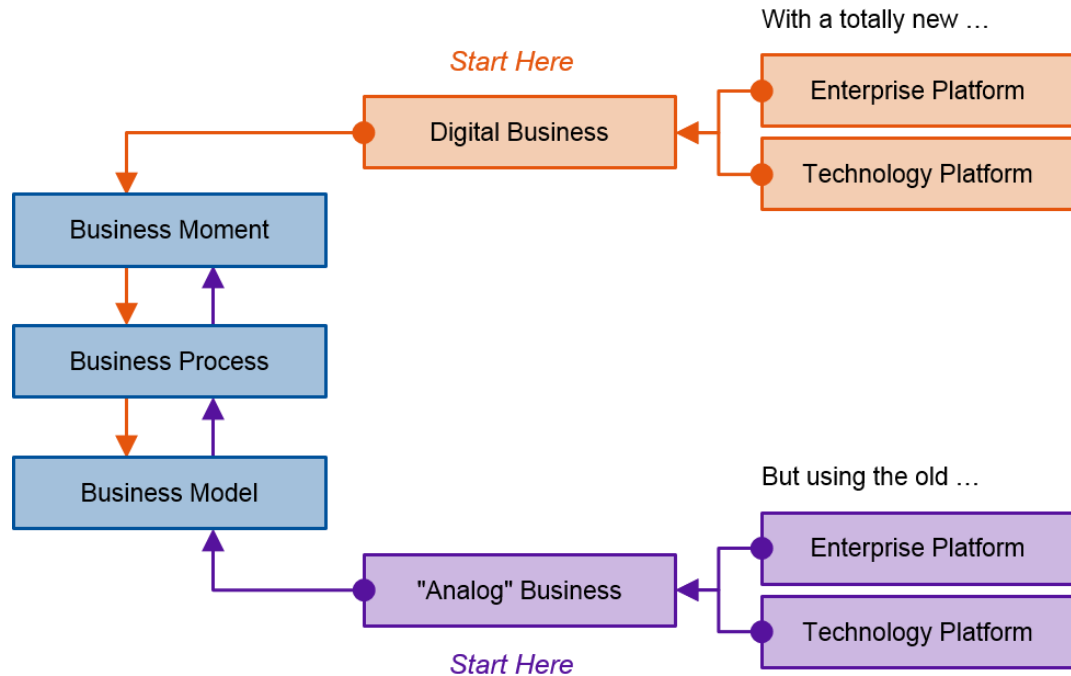 With a totally new …
Start Here
Enterprise Platform
Digital Business
Technology Platform
Business Moment
Business Process
Business Model
But using the old …
Enterprise Platform
"Analog" Business
Technology Platform
Start Here